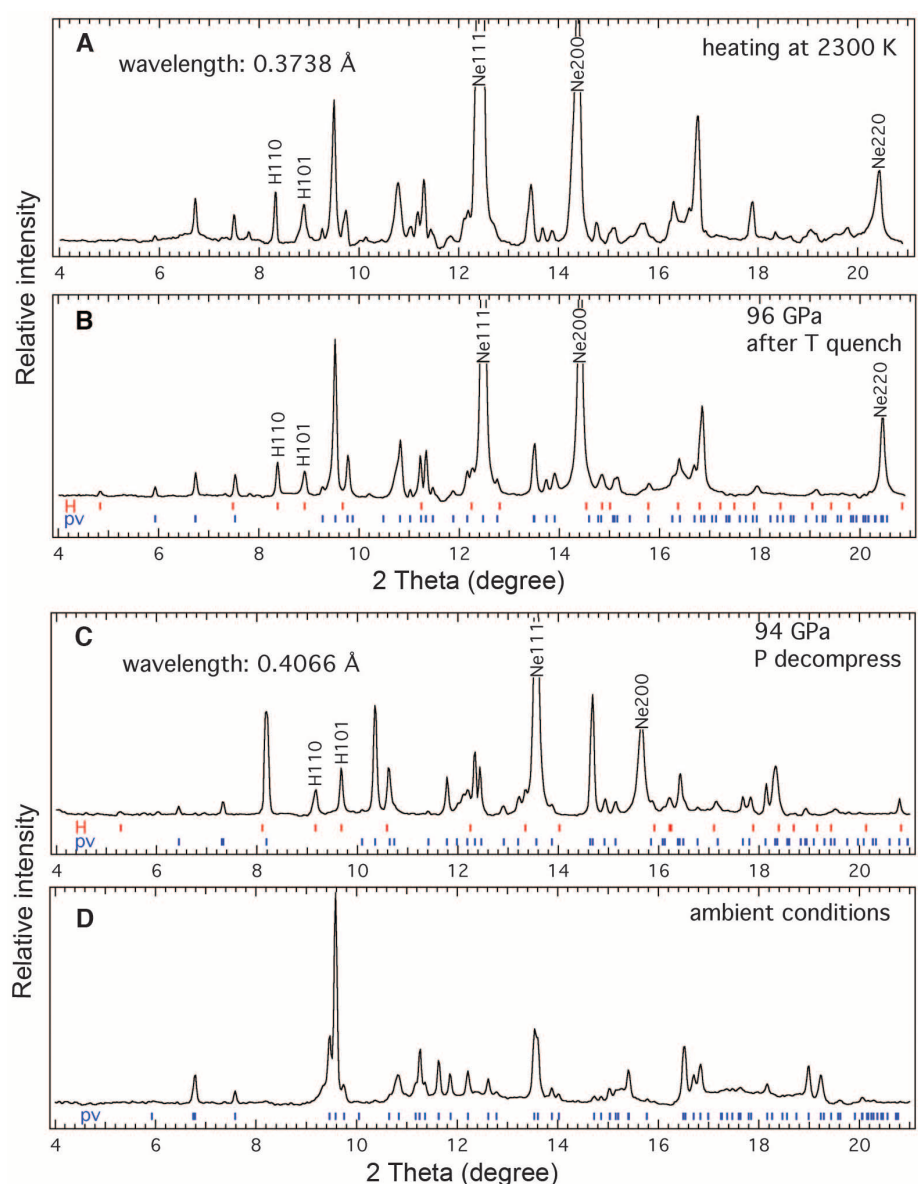 A
wavelength: 0.3738 Å
heating at 2300 K
H110
H101
Ne111
Ne200
Ne220
4 6 8 10 12 14 16 18 20
Relative intensity
B
96 GPa
after T quench
H110
H101
Ne111
Ne200
Ne220
H
pv
4 6 8 10 12 14 16 18 20
2 Theta (degree)
C
wavelength: 0.4066 Å
94 GPa
P decompress
H110
H101
Ne111
Ne200
H
pv
4 6 8 10 12 14 16 18 20
Relative intensity
D
ambient conditions
pv
4 6 8 10 12 14 16 18 20
2 Theta (degree)